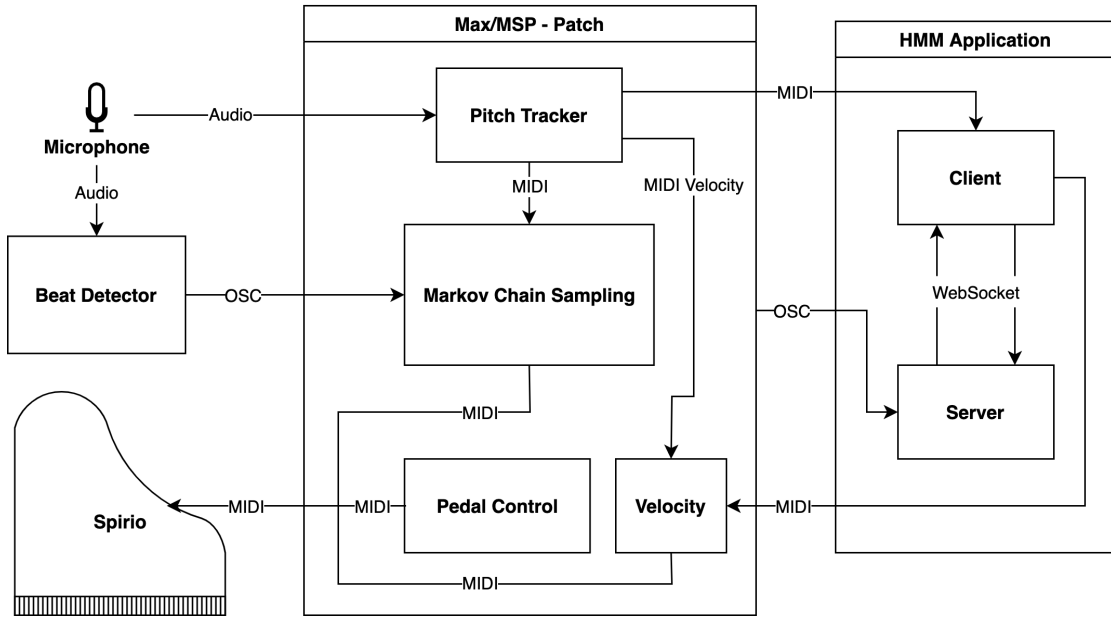 Max/MSP - Patch
HMM Application
Microphone
Audio
Pitch Tracker
MIDI
Client
Audio
MIDI
MIDI Velocity
Beat Detector
OSC
Markov Chain Sampling
OSC
WebSocket
Server
MIDI
Spirio
MIDI
MIDI
Pedal Control
Velocity
MIDI
MIDI